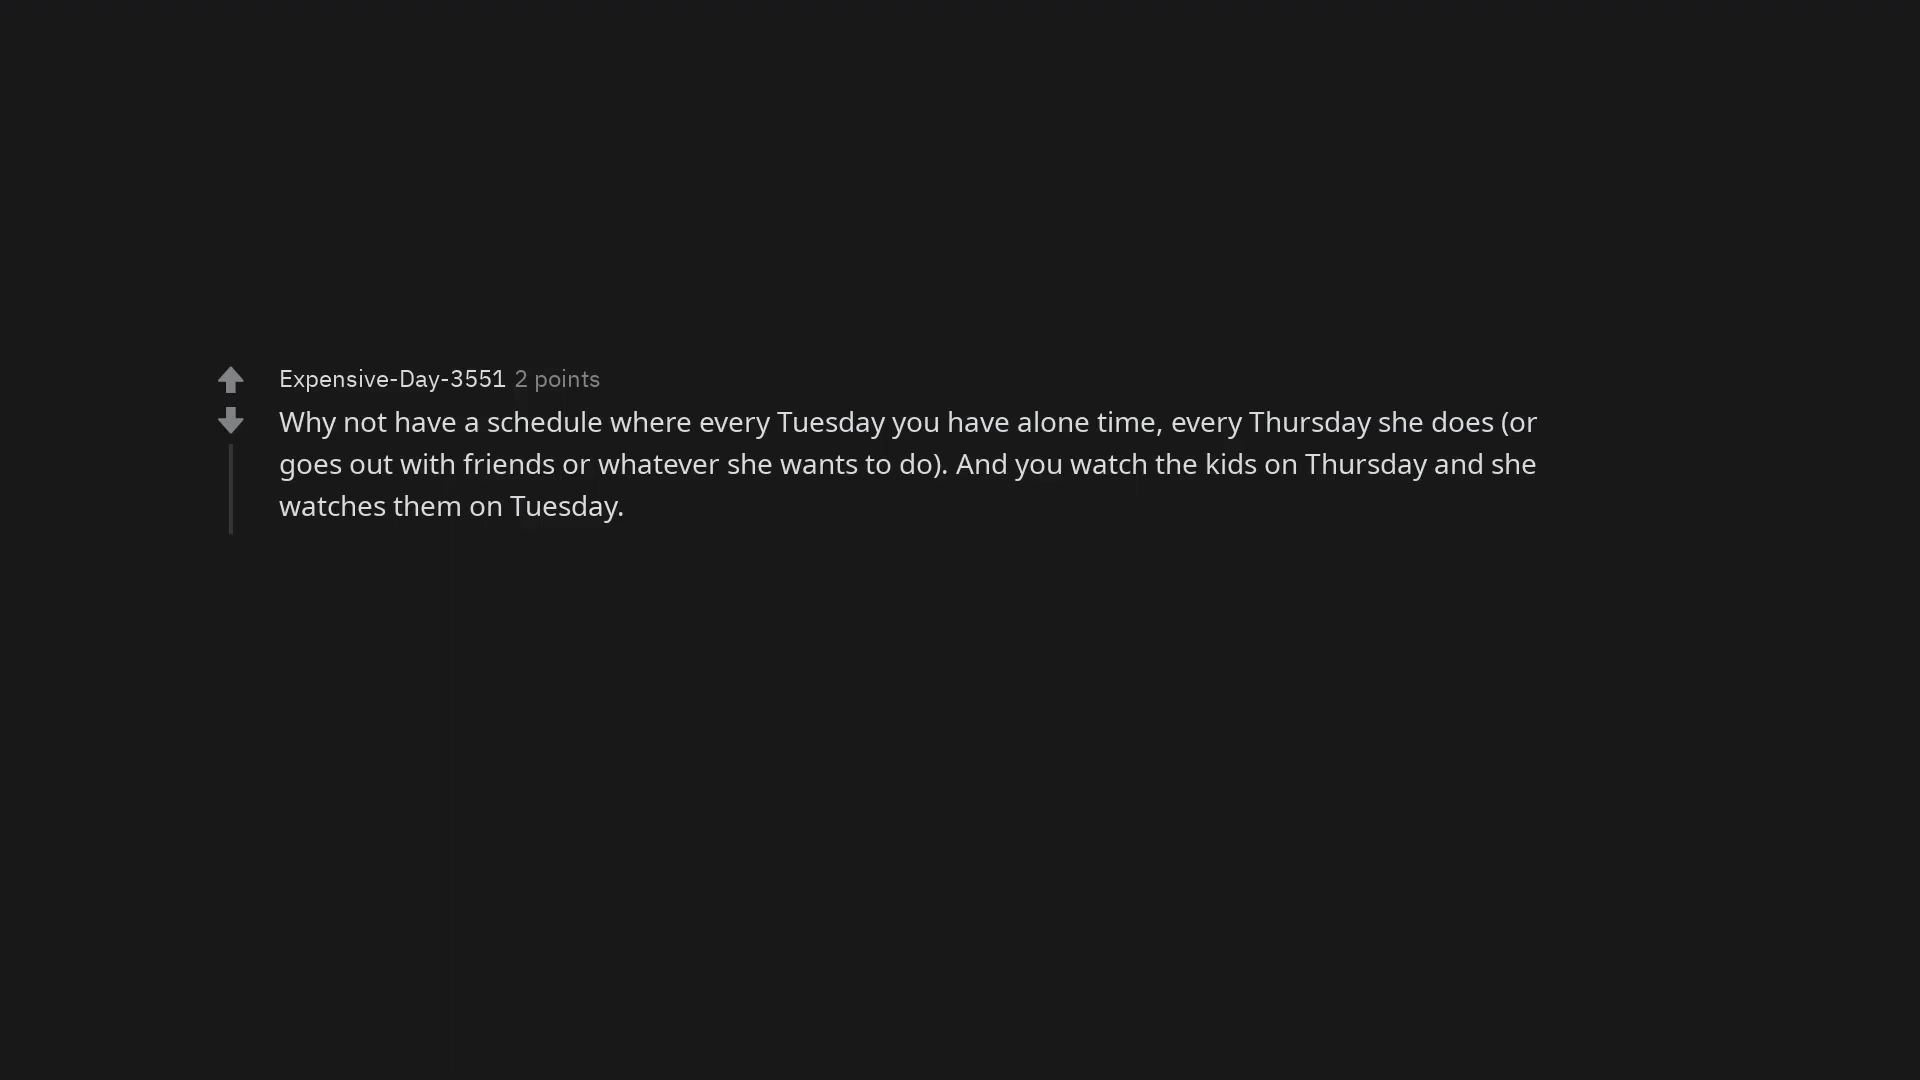 Expensive-Day-3551 2 points
Why not have a schedule where every Tuesday you have alone time, every Thursday she does (or
goes out with friends or whatever she wants to do). And you watch the kids on Thursday and she
watches them on Tuesday.